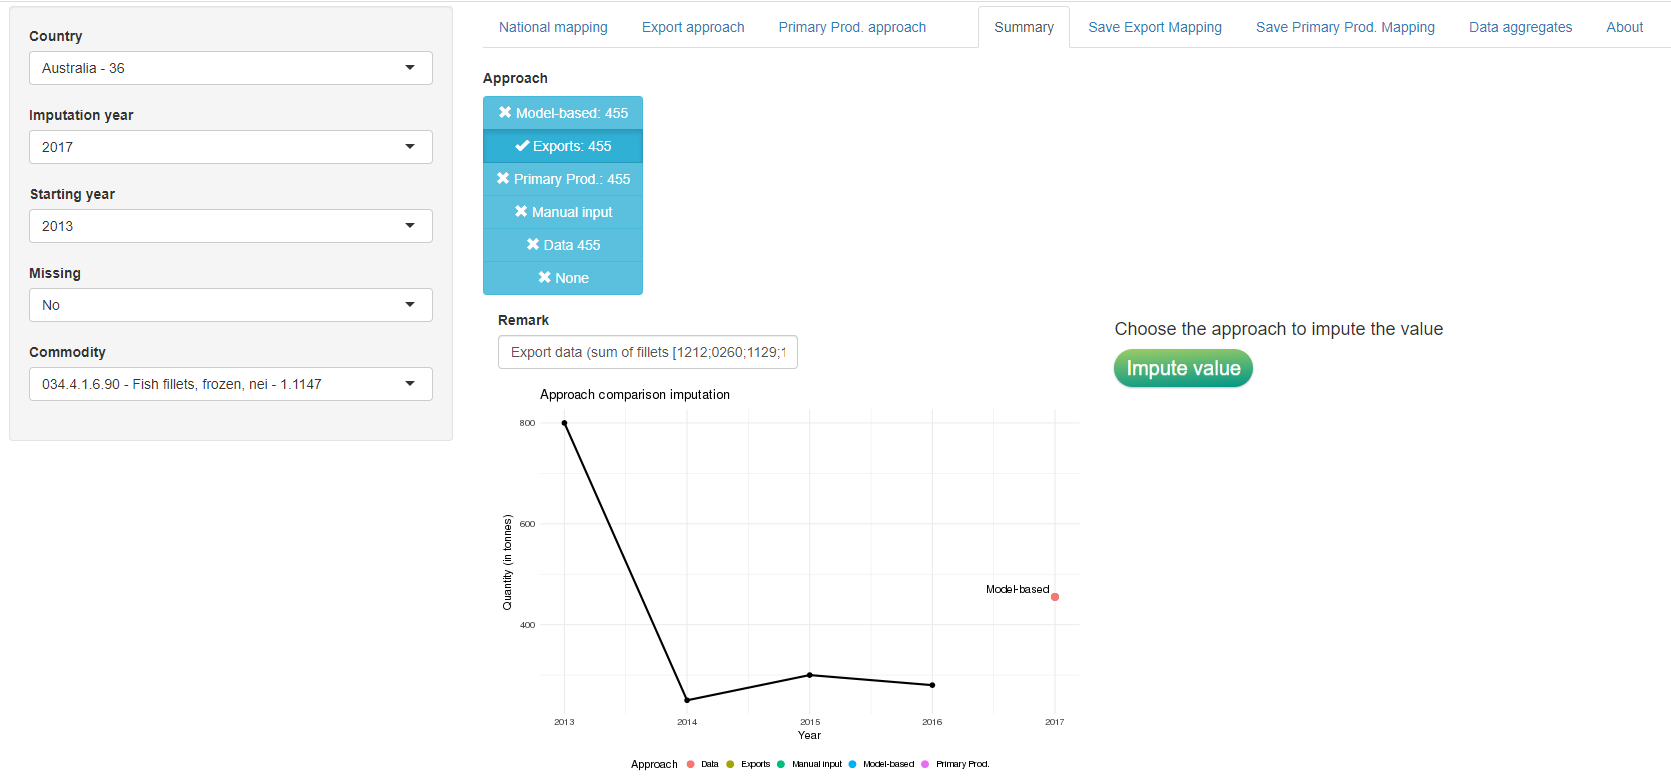 Country
Australia - 36
Imputation year
2017
Starting year
2013
Missing
No
Commodity
034.4.1.6.90 - Fish fillets, frozen, nei - 1.1147
National mapping Export approach Primary Prod. approach Summary Save Export Mapping Save Primary Prod. Mapping Data aggregates About
Approach
Model-based: 455
Exports: 455
Primary Prod.: 455
Manual input
Data 455
None
Remark
Export data (sum of fillets [1212;0260;1129;1
Choose the approach to impute the value
Impute value
Approach comparison imputation
800
600
400
Quantity (in tonnes)
Model-based
2013 2014 2015 2016 2017
Year
Approach Data Exports Manual input Model-based Primary Prod.